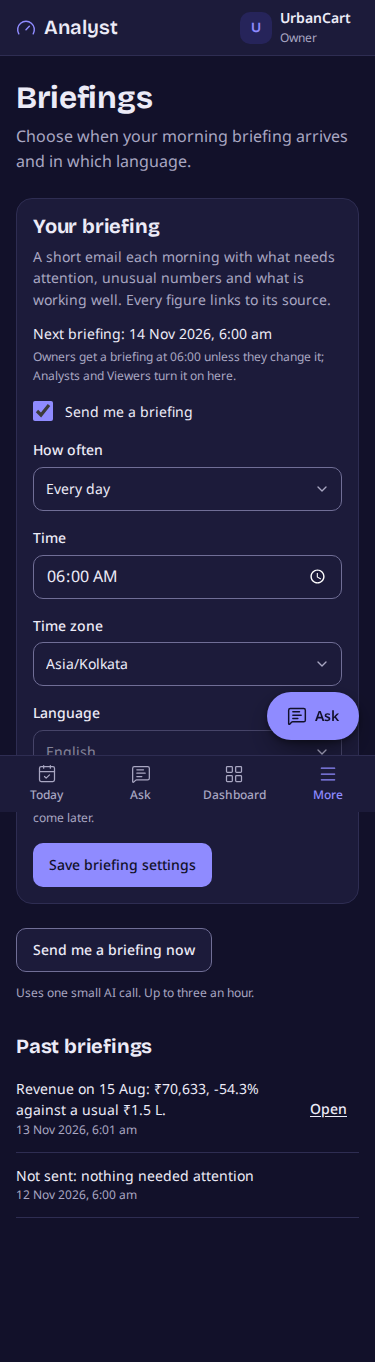 Analyst
U
UrbanCart
Owner
Briefings
Choose when your morning briefing arrives
and in which language.
Your briefing
A short email each morning with what needs
attention, unusual numbers and what is
working well. Every figure links to its source.
Next briefing: 14 Nov 2026, 6:00 am
Owners get a briefing at 06:00 unless they change it;
Analysts and Viewers turn it on here.
Send me a briefing
How often
Every day
Time
06:00 AM
Time zone
Asia/Kolkata
Language
Ask
English
Today
Ask
Dashboard
More
come later.
Save briefing settings
Send me a briefing now
Uses one small AI call. Up to three an hour.
Past briefings
Revenue on 15 Aug: ₹70,633, -54.3%
against a usual ₹1.5 L.
Open
13 Nov 2026, 6:01 am
Not sent: nothing needed attention
12 Nov 2026, 6:00 am